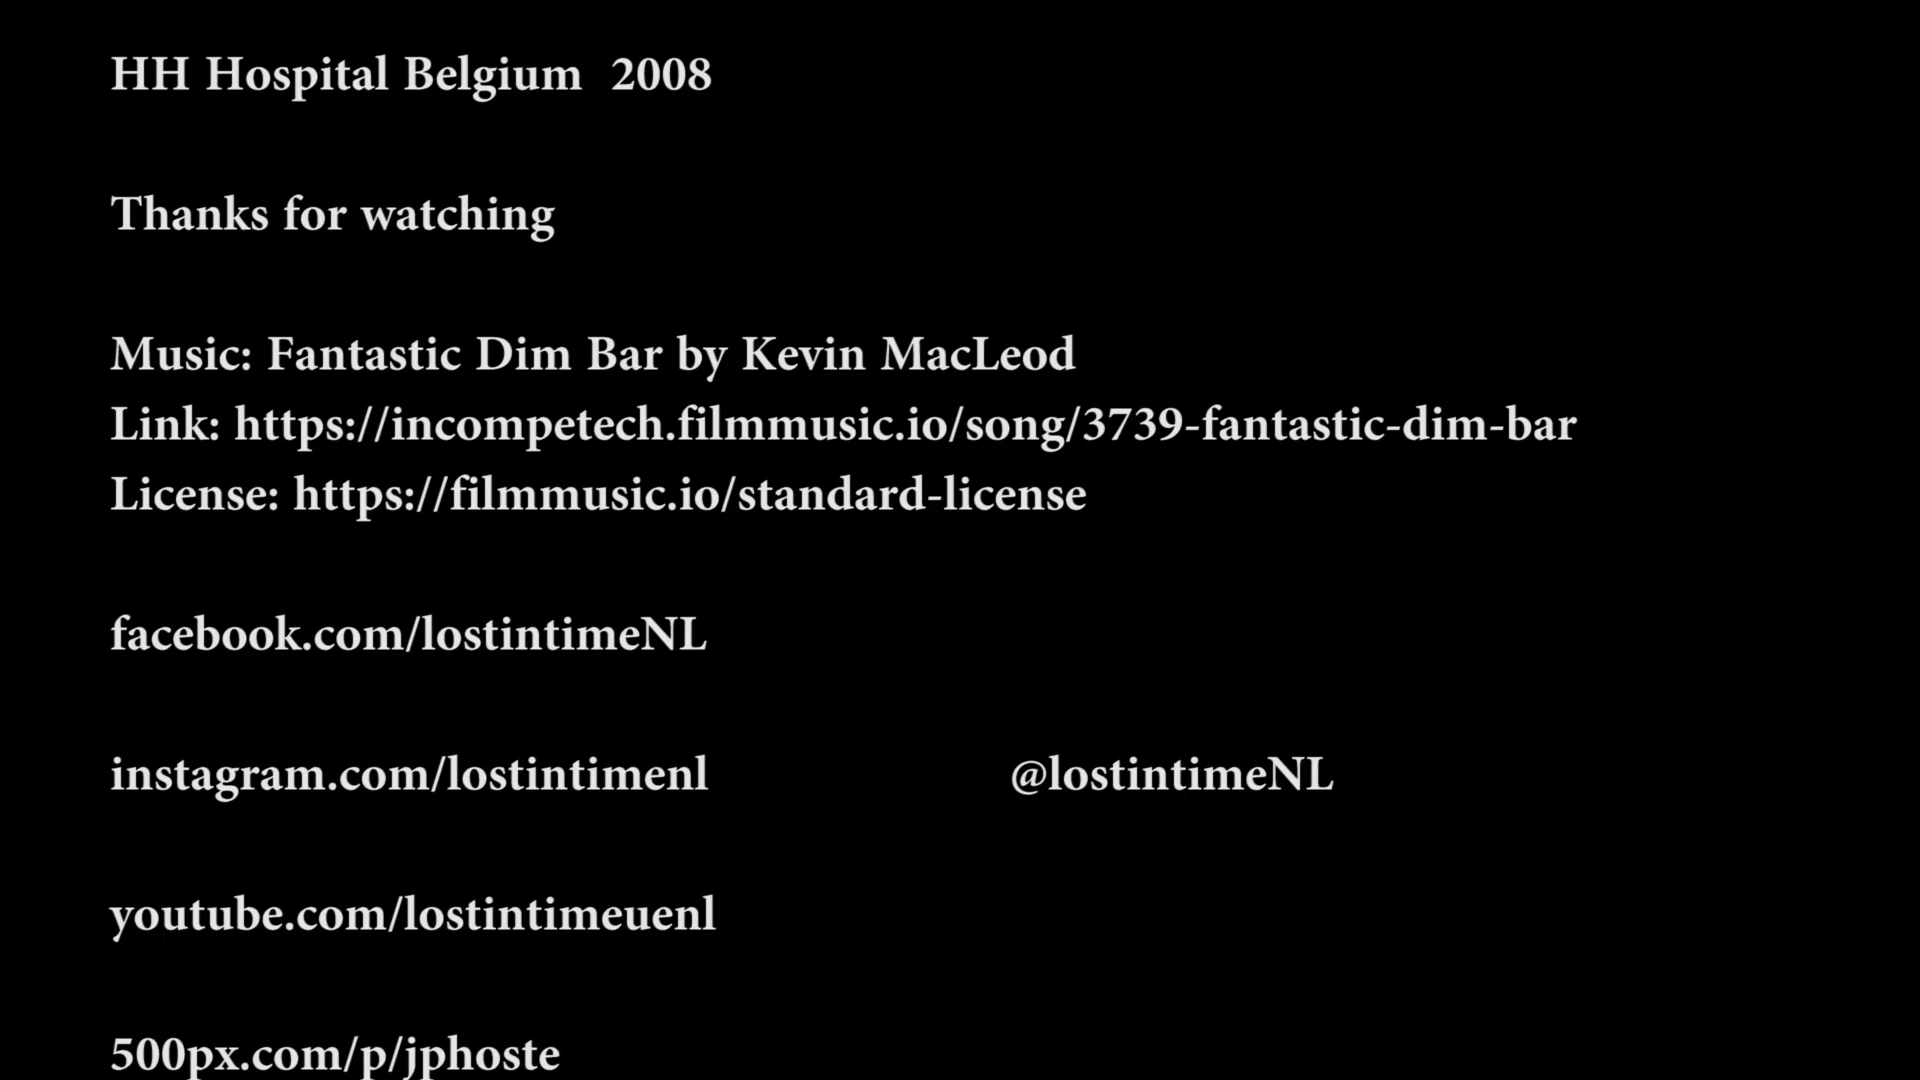 HH Hospital Belgium  2008
Thanks for watching
Music: Fantastic Dim Bar by Kevin MacLeod
Link: https://incompetech.filmmusic.io/song/3739-fantastic-dim-bar
License: https://filmmusic.io/standard-license
facebook.com/lostintimeNL
instagram.com/lostintimenl @lostintimeNL
youtube.com/lostintimeuenl
500px.com/p/jphoste